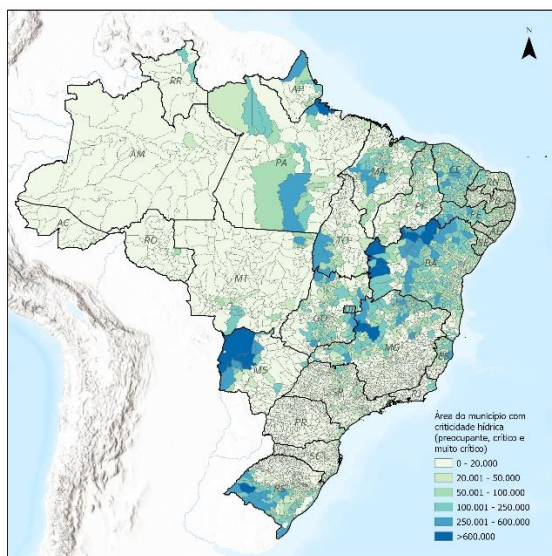 N
RR
AP
AM
PA
MA
CE
AC
RO
TO
BA
MT
GO
MG
ES
MS
PR
SC
RS
Área do município com
criticidade hídrica
(preocupante, crítico e
muito crítico)
0 - 20.000
20.001 - 50.000
50.001 - 100.000
100.001 - 250.000
250.001 - 600.000
>600.000